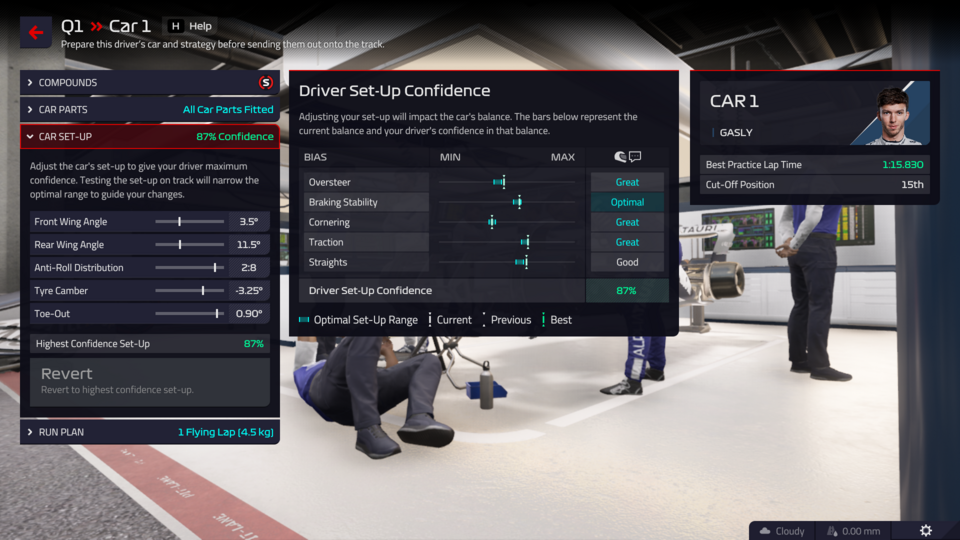 Q1 » Car 1 H Help
Prepare this driver's car and strategy before sending them out onto the track.
COMPOUNDS S
CAR PARTS All Car Parts Fitted
CAR SET-UP 87% Confidence
Adjust the car's set-up to give your driver maximum
confidence. Testing the set-up on track will narrow the
optimal range to guide your changes.
Front Wing Angle 3.5°
Rear Wing Angle 11.5°
Anti-Roll Distribution 2:8
Tyre Camber -3.25°
Toe-Out 0.90°
Highest Confidence Set-Up 87%
Revert
Revert to highest confidence set-up.
RUN PLAN 1 Flying Lap (4.5 kg)
Driver Set-Up Confidence
Adjusting your set-up will impact the car's balance. The bars below represent the
current balance and your driver's confidence in that balance.
BIAS MIN MAX
Oversteer Great
Braking Stability Optimal
Cornering Great
Traction Great
Straights Good
Driver Set-Up Confidence 87%
Optimal Set-Up Range Current Previous Best
CAR 1
GASLY
Best Practice Lap Time 1:15.830
Cut-Off Position 15th
TAURI
PIT-LANE
Cloudy 0.00 mm